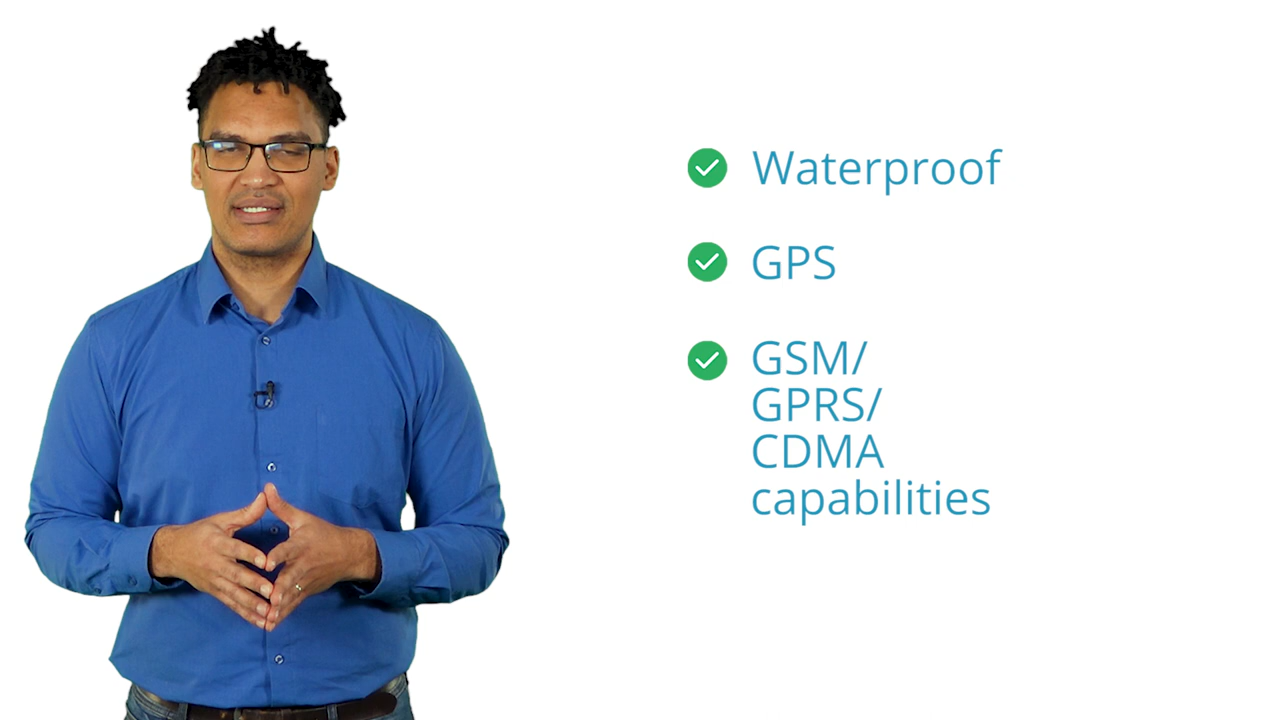 Waterproof
GPS
GSM/
GPRS/
CDMA
capabilities